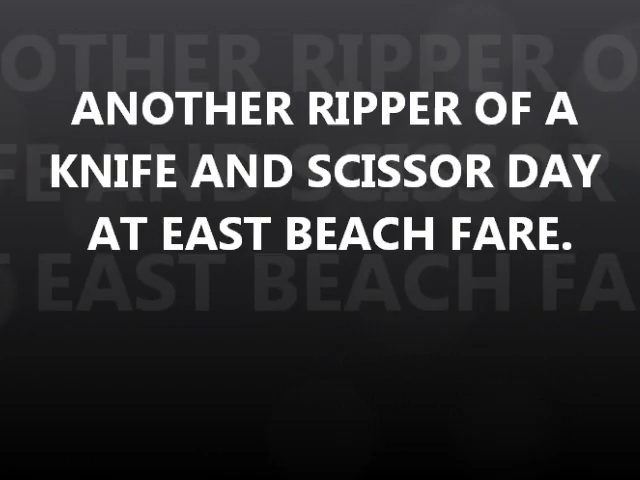 ANOTHER RIPPER OF A
KNIFE AND SCISSOR DAY
AT EAST BEACH FARE.